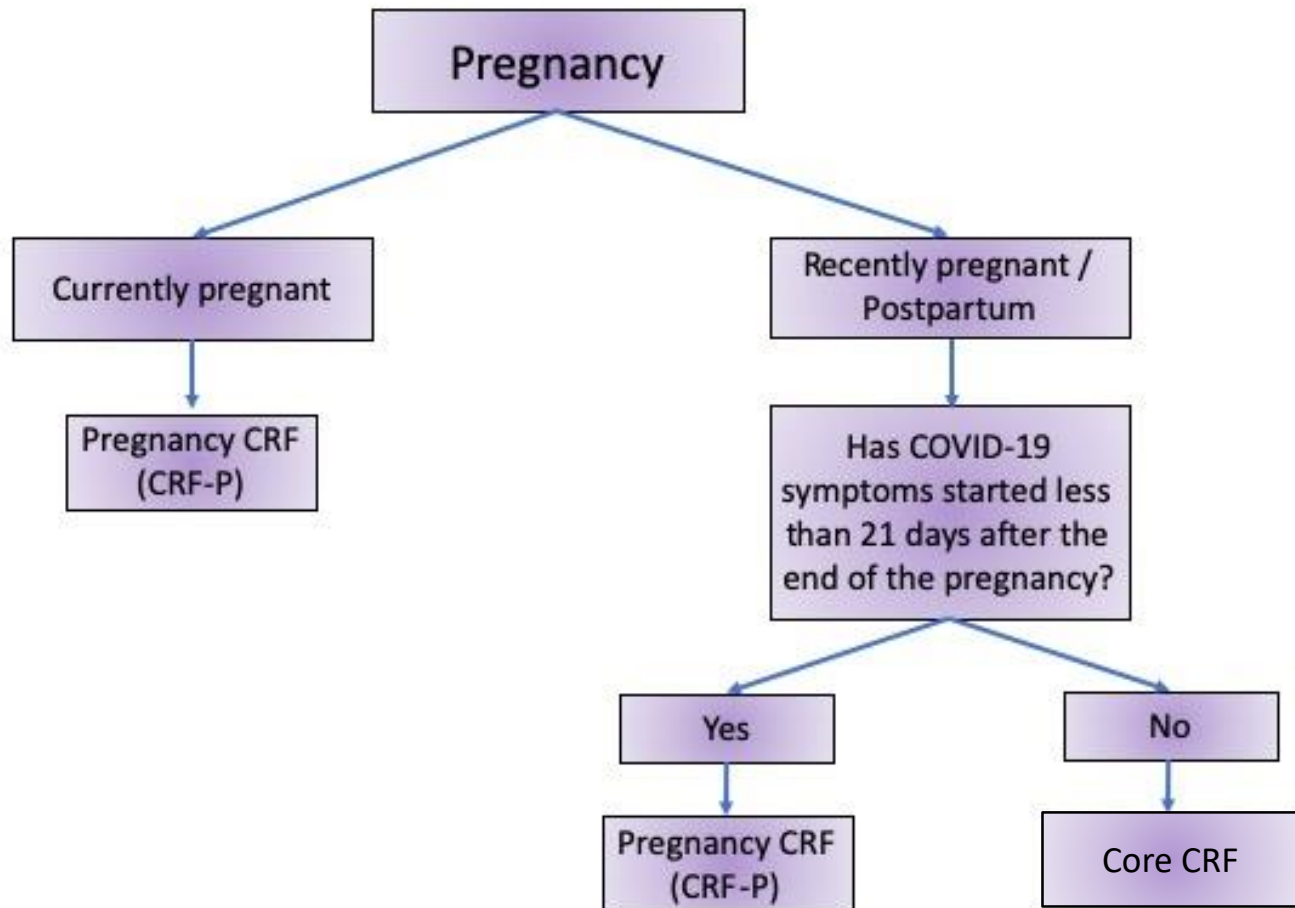 Pregnancy
Currently pregnant
Recently pregnant /
Postpartum
Pregnancy CRF
(CRF-P)
Has COVID-19
symptoms started less
than 21 days after the
end of the pregnancy?
Yes
No
Pregnancy CRF
(CRF-P)
Core CRF